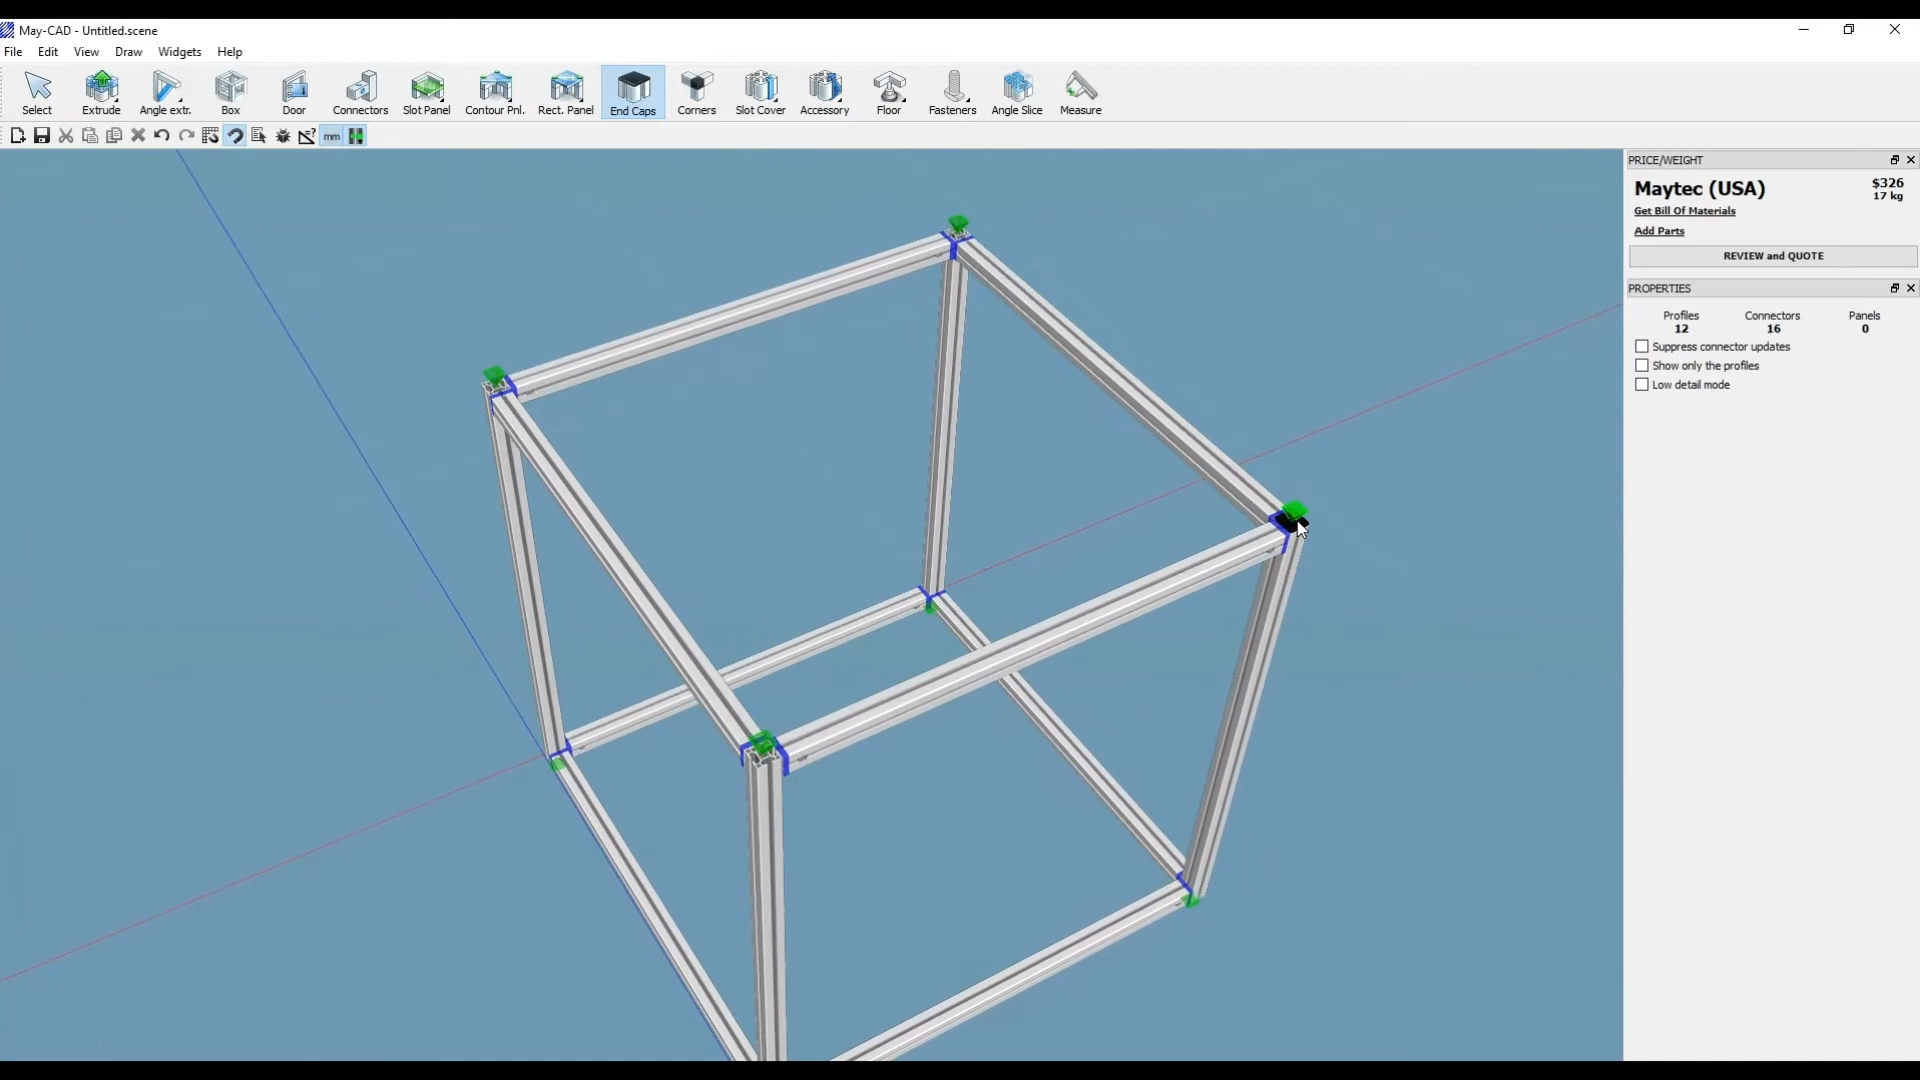 May-CAD - Untitled.scene
File Edit View Draw Widgets Help
Select Extrude Angle extr. Box Door Connectors Slot Panel Contour Pnl. Rect. Panel End Caps Corners Slot Cover Accessory Floor Fasteners Angle Slice Measure
mm
PRICE/WEIGHT
Maytec (USA) $326
17 kg
Get Bill Of Materials
Add Parts
REVIEW and QUOTE
PROPERTIES
Profiles Connectors Panels
12 16 0
Suppress connector updates
Show only the profiles
Low detail mode